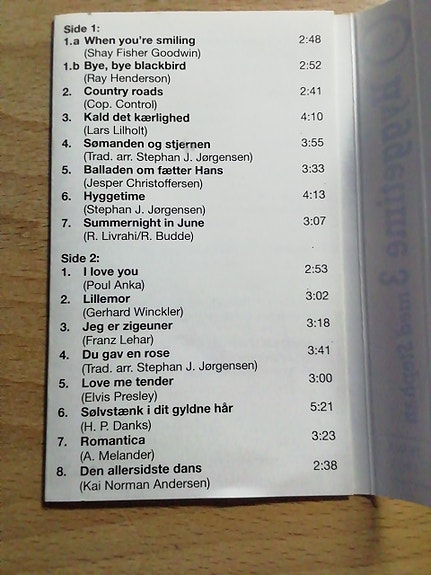 Side 1:
1.a When you're smiling 2:48
(Shay Fisher Goodwin)
1.b Bye, bye blackbird 2:52
(Ray Henderson)
2. Country roads 2:41
(Cop. Control)
3. Kald det kærlighed 4:10
(Lars Lilholt)
4. Sømanden og stjernen 3:55
(Trad. arr. Stephan J. Jørgensen)
5. Balladen om fætter Hans 3:33
(Jesper Christoffersen)
6. Hyggetime 4:13
(Stephan J. Jørgensen)
7. Summernight in June 3:07
(R. Livrahi/R. Budde)
Side 2:
1. I love you 2:53
(Poul Anka)
2. Lillemor 3:02
(Gerhard Winckler)
3. Jeg er zigeuner 3:18
(Franz Lehar)
4. Du gav en rose 3:41
(Trad. arr. Stephan J. Jørgensen)
5. Love me tender 3:00
(Elvis Presley)
6. Sølvstænk i dit gyldne hår 5:21
(H. P. Danks)
7. Romantica 3:23
(A. Melander)
8. Den allersidste dans 2:38
(Kai Norman Andersen)
Hyggetime 3 med Stephan